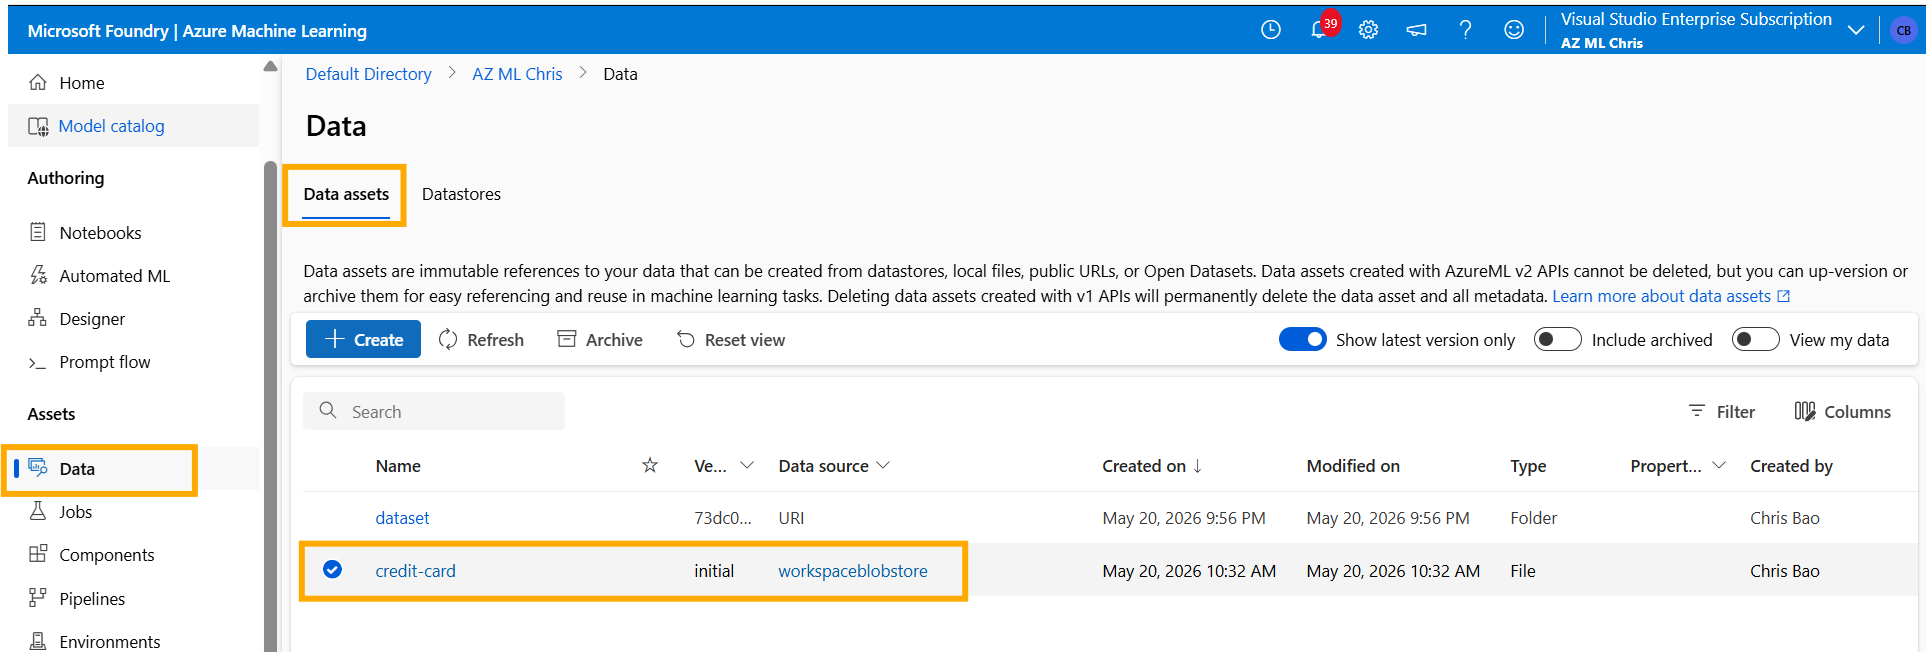 Microsoft Foundry | Azure Machine Learning
39
Visual Studio Enterprise Subscription
AZ ML Chris
CB
Home
Model catalog
Authoring
Notebooks
Automated ML
Designer
Prompt flow
Assets
Data
Jobs
Components
Pipelines
Environments
Default Directory > AZ ML Chris > Data
Data
Data assets Datastores
Data assets are immutable references to your data that can be created from datastores, local files, public URLs, or Open Datasets. Data assets created with AzureML v2 APIs cannot be deleted, but you can up-version or
archive them for easy referencing and reuse in machine learning tasks. Deleting data assets created with v1 APIs will permanently delete the data asset and all metadata. Learn more about data assets
Create Refresh Archive Reset view Show latest version only Include archived View my data
Search Filter Columns
Name Ve... Data source Created on ↓ Modified on Type Propert... Created by
dataset 73dc0... URI May 20, 2026 9:56 PM May 20, 2026 9:56 PM Folder Chris Bao
credit-card initial workspaceblobstore May 20, 2026 10:32 AM May 20, 2026 10:32 AM File Chris Bao